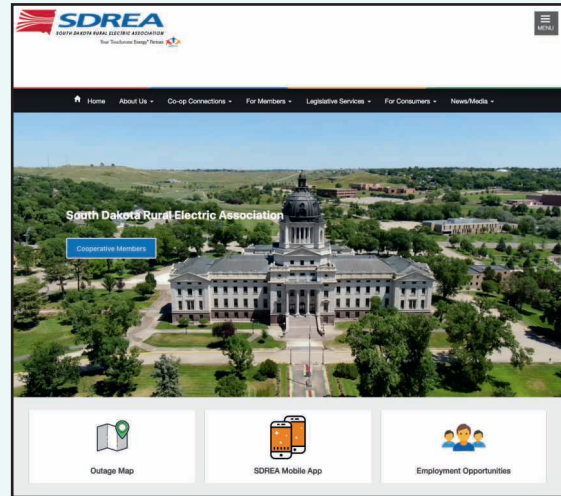 SDREA
SOUTH DAKOTA RURAL ELECTRIC ASSOCIATION
Your Touchstone Energy® Partner
MENU
Home About Us Co-op Connections For Members Legislative Services For Consumers News/Media
South Dakota Rural Electric Association
Cooperative Members
Outage Map SDREA Mobile App Employment Opportunities